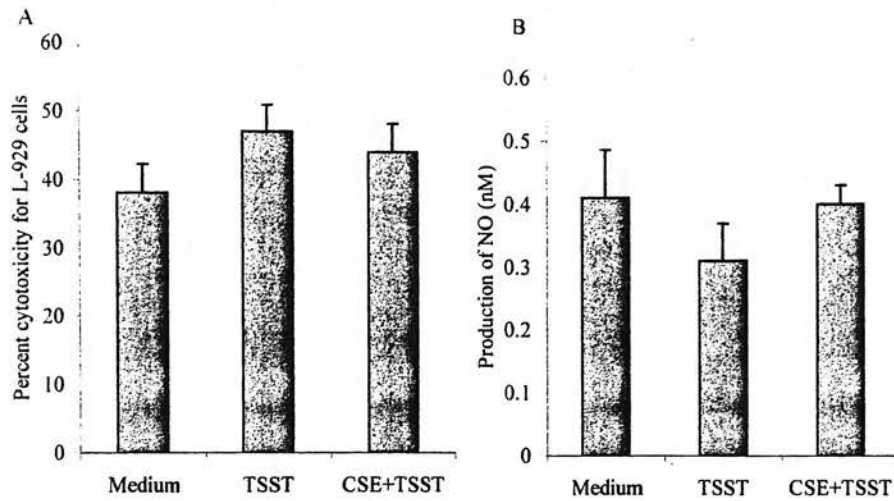 A
Percent cytotoxicity for L-929 cells
60
50
40
30
20
10
0
Medium TSST CSE+TSST
B
Production of NO (nM)
0.6
0.5
0.4
0.3
0.2
0.1
0
Medium TSST CSE+TSST